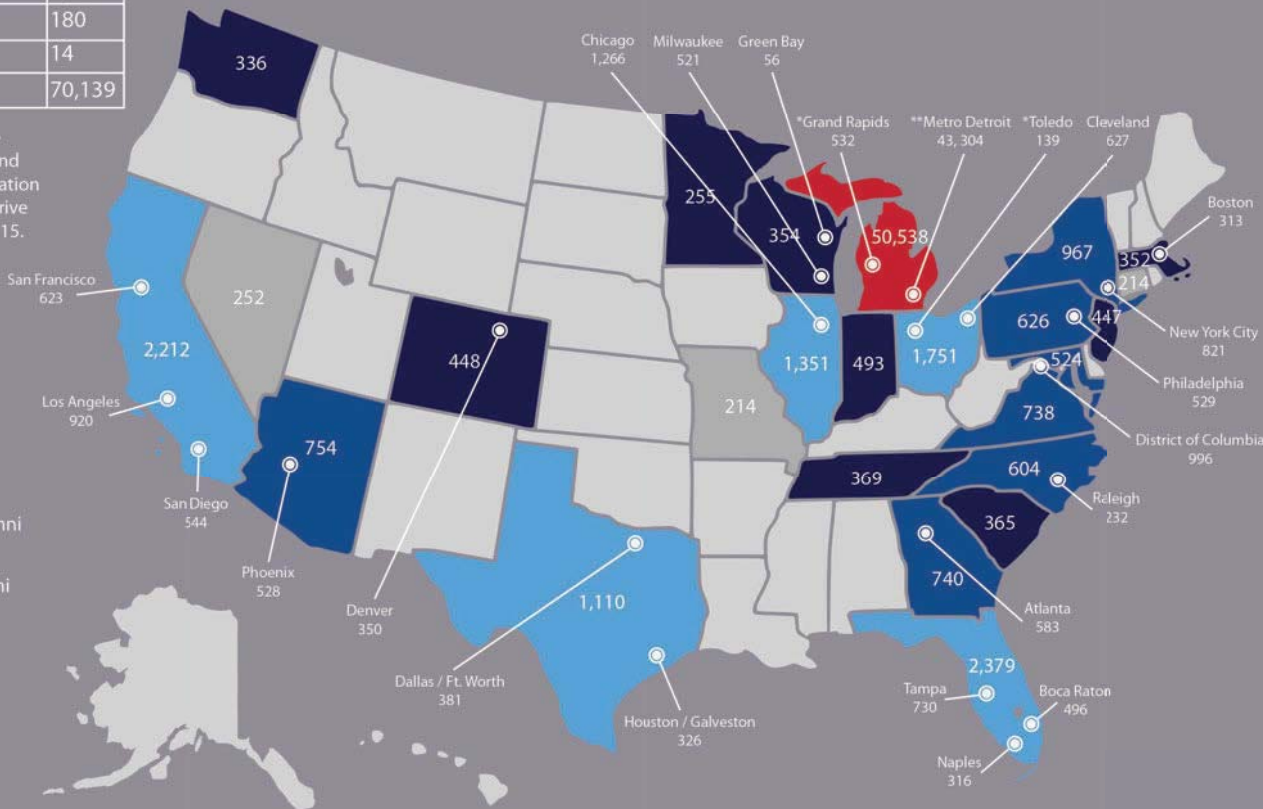 180
14
70,139
nd
ation
rive
15.
nni
ni
Chicago
1,266
Milwaukee
521
Green Bay
56
*Grand Rapids
532
**Metro Detroit
43, 304
*Toledo
139
Cleveland
627
Boston
313
New York City
821
Philadelphia
529
District of Columbia
996
Raleigh
232
Atlanta
583
Boca Raton
496
Tampa
730
Naples
316
Houston / Galveston
326
Dallas / Ft. Worth
381
Denver
350
Phoenix
528
San Diego
544
Los Angeles
920
San Francisco
623
336
255
354
50,538
967
352
214
252
2,212
448
1,351
493
1,751
626
447
524
214
738
754
369
604
365
1,110
740
2,379